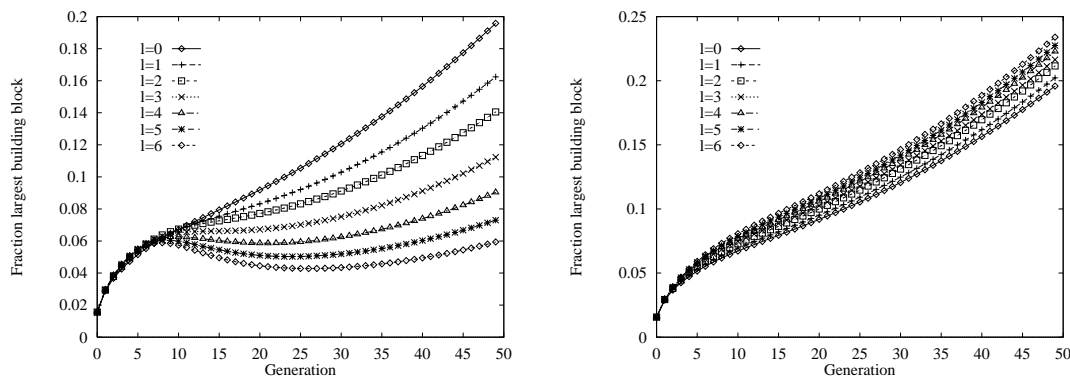 Fraction largest building block
0.2
0.18
0.16
0.14
0.12
0.1
0.08
0.06
0.04
0.02
0
l=0
l=1
l=2
l=3
l=4
l=5
l=6
0 5 10 15 20 25 30 35 40 45 50
Generation
Fraction largest building block
0.25
0.2
0.15
0.1
0.05
0
l=0
l=1
l=2
l=3
l=4
l=5
l=6
0 5 10 15 20 25 30 35 40 45 50
Generation